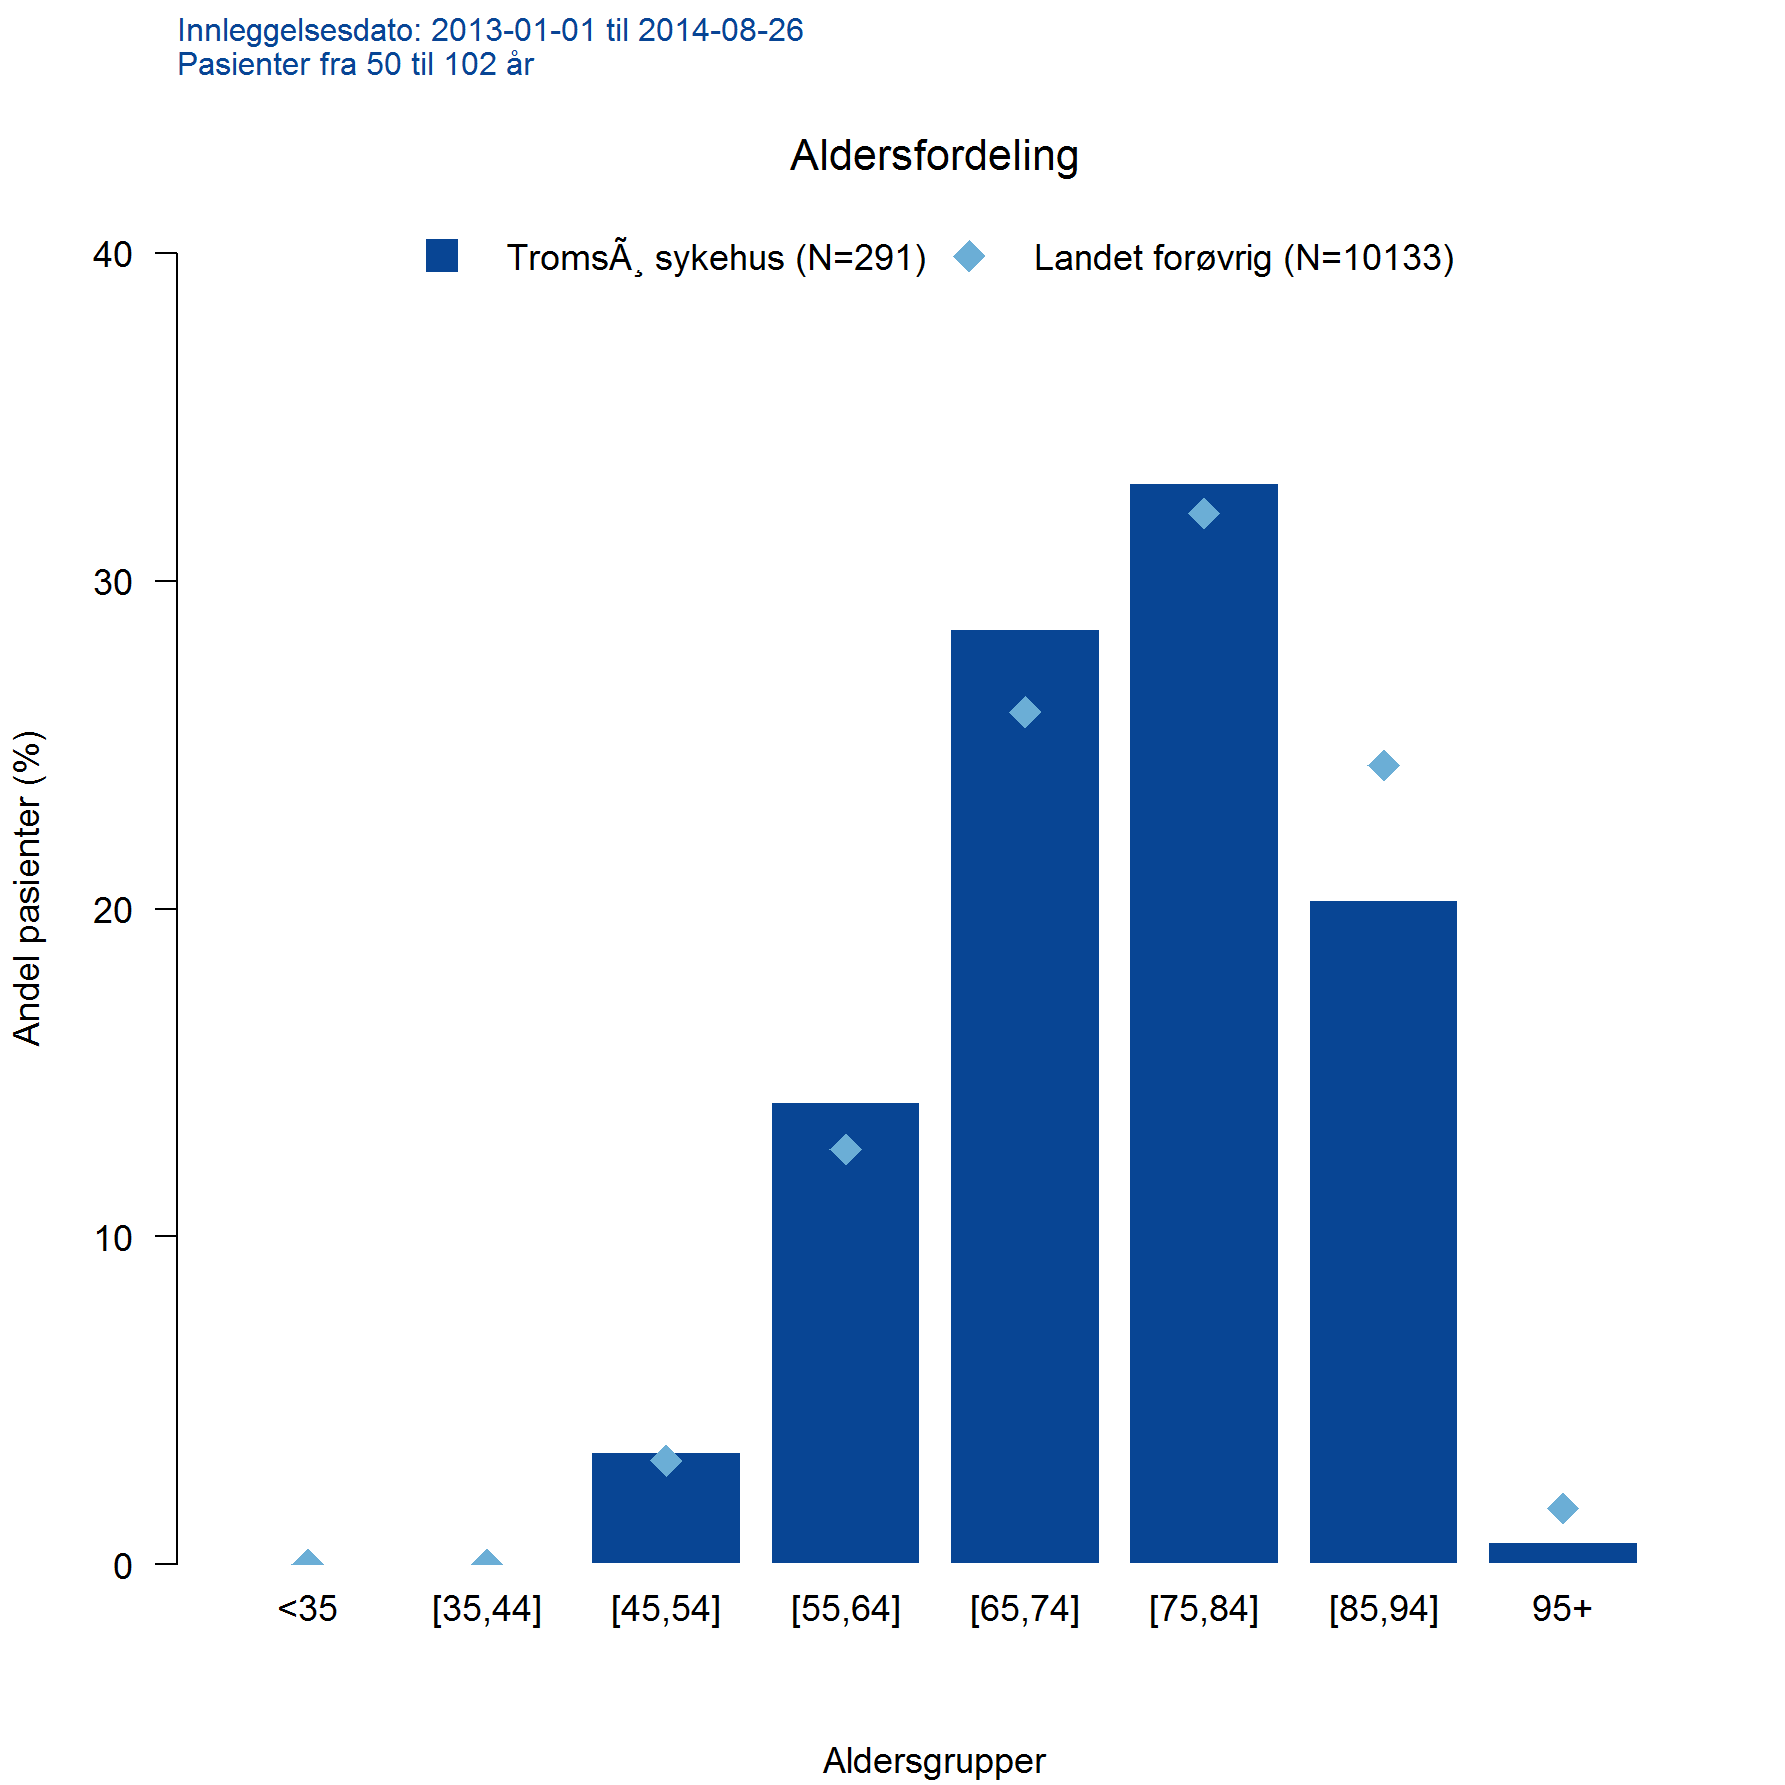 Innleggelsesdato: 2013-01-01 til 2014-08-26
Pasienter fra 50 til 102 år
Aldersfordeling
TromsÃ¸ sykehus (N=291) Landet forøvrig (N=10133)
40
30
20
10
0
Andel pasienter (%)
<35 [35,44] [45,54] [55,64] [65,74] [75,84] [85,94] 95+
Aldersgrupper